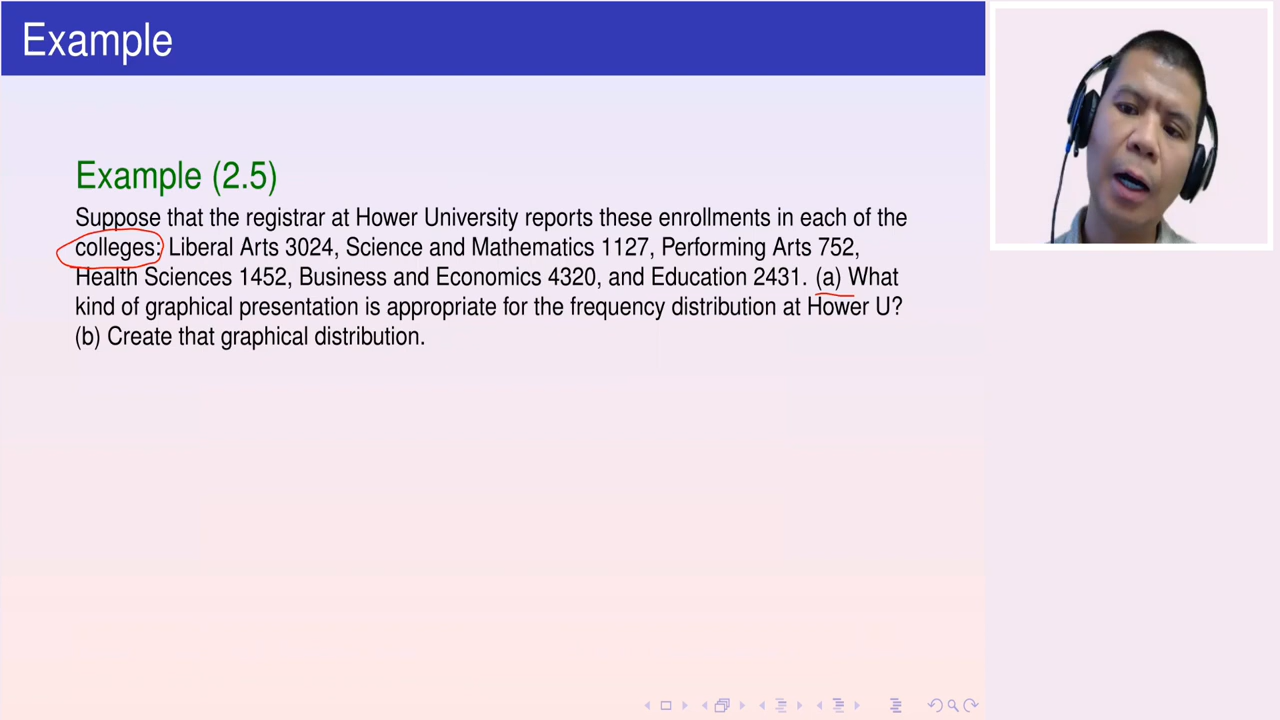 Example
Example (2.5)
Suppose that the registrar at Hower University reports these enrollments in each of the
colleges: Liberal Arts 3024, Science and Mathematics 1127, Performing Arts 752,
Health Sciences 1452, Business and Economics 4320, and Education 2431. (a) What
kind of graphical presentation is appropriate for the frequency distribution at Hower U?
(b) Create that graphical distribution.